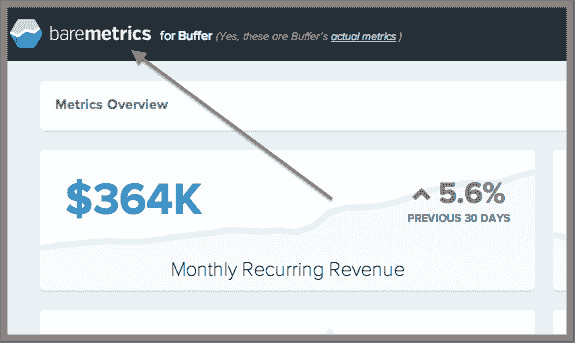 baremetrics for Buffer (Yes, these are Buffer's actual metrics )
Metrics Overview
$364K
5.6%
PREVIOUS 30 DAYS
Monthly Recurring Revenue